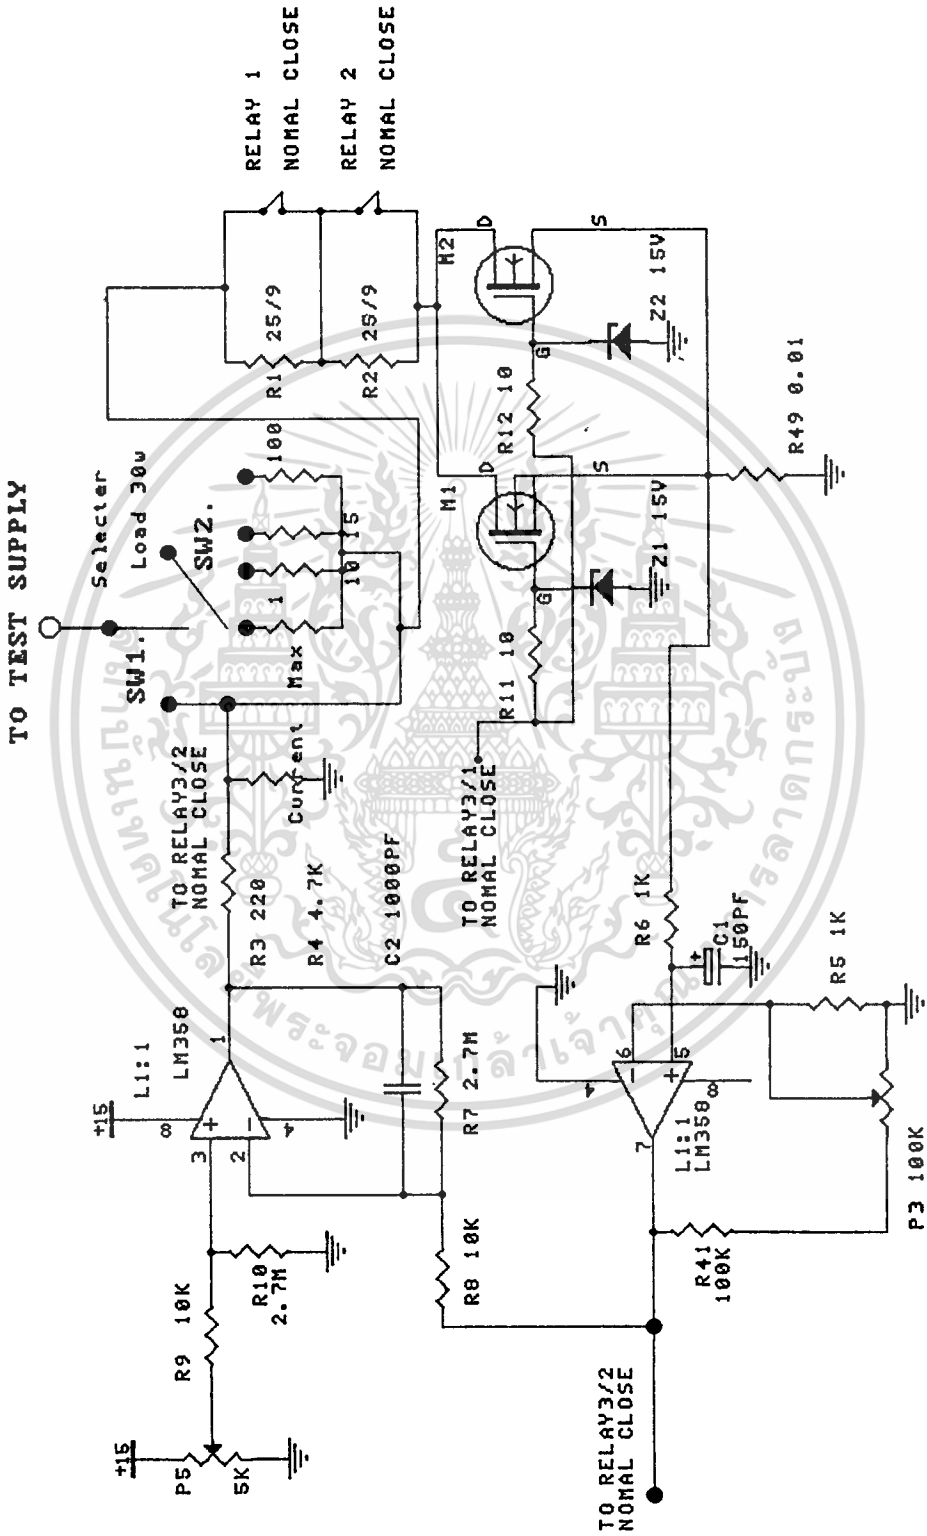 TO TEST SUPPLY
SW1.
Selecter
Load 30w
SW2.
Max
Current
1
10
15
100
RELAY 1
NOMAL CLOSE
RELAY 2
NOMAL CLOSE
R1 25/9
R2 25/9
+15
P5
5K
R9 10K
R10
2.7M
+15
8
3
2
+
-
4
1
L1:1
LM358
TO RELAY3/2
NOMAL CLOSE
R3 220
R4 4.7K
C2 1000PF
R7 2.7M
R8 10K
TO RELAY3/1
NOMAL CLOSE
R11 10
R12 10
M1
D
G
S
M2
D
G
S
Z1 15V
Z2 15V
R49 0.01
R6 1K
C1
150PF
+
R5 1K
4
6
5
-
+
8
7
L1:1
LM358
R41
100K
P3 100K
TO RELAY3/2
NOMAL CLOSE